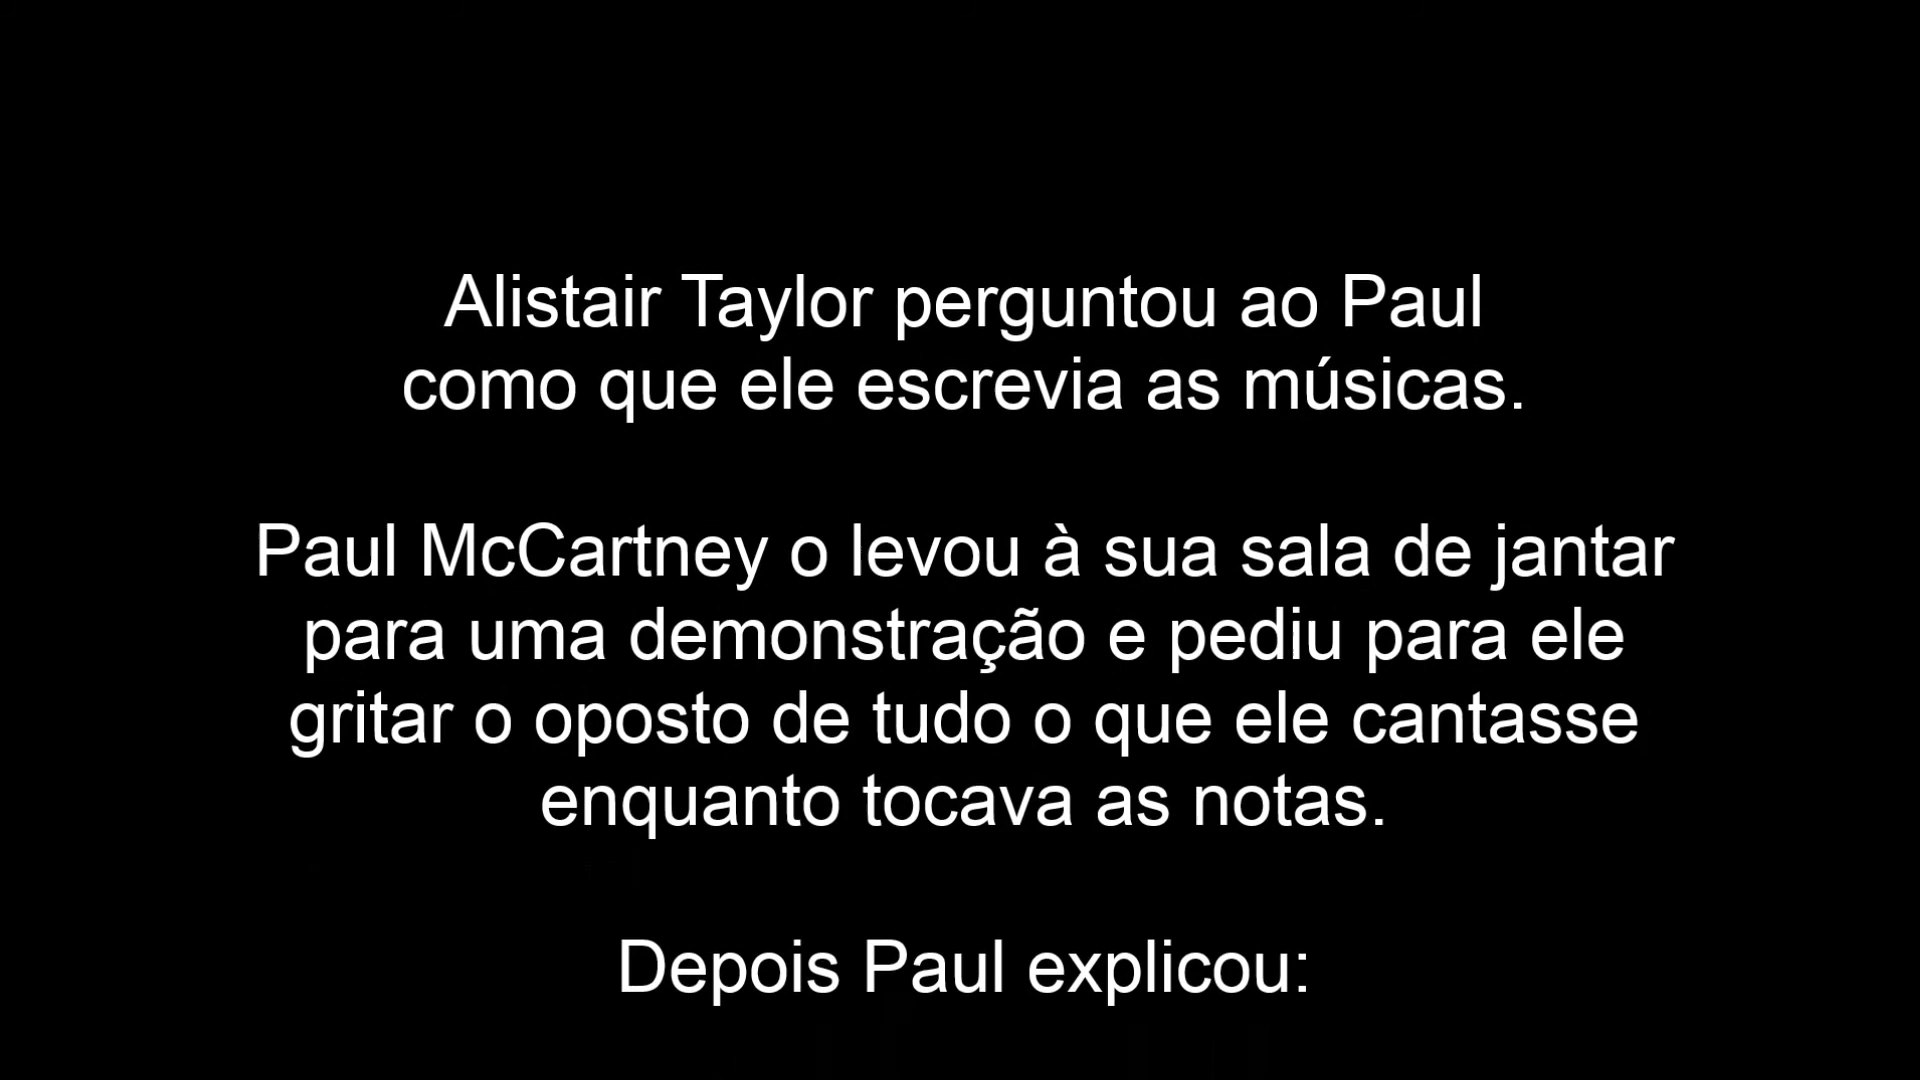 Alistair Taylor perguntou ao Paul
como que ele escrevia as músicas.
Paul McCartney o levou à sua sala de jantar
para uma demonstração e pediu para ele
gritar o oposto de tudo o que ele cantasse
enquanto tocava as notas.
Depois Paul explicou: